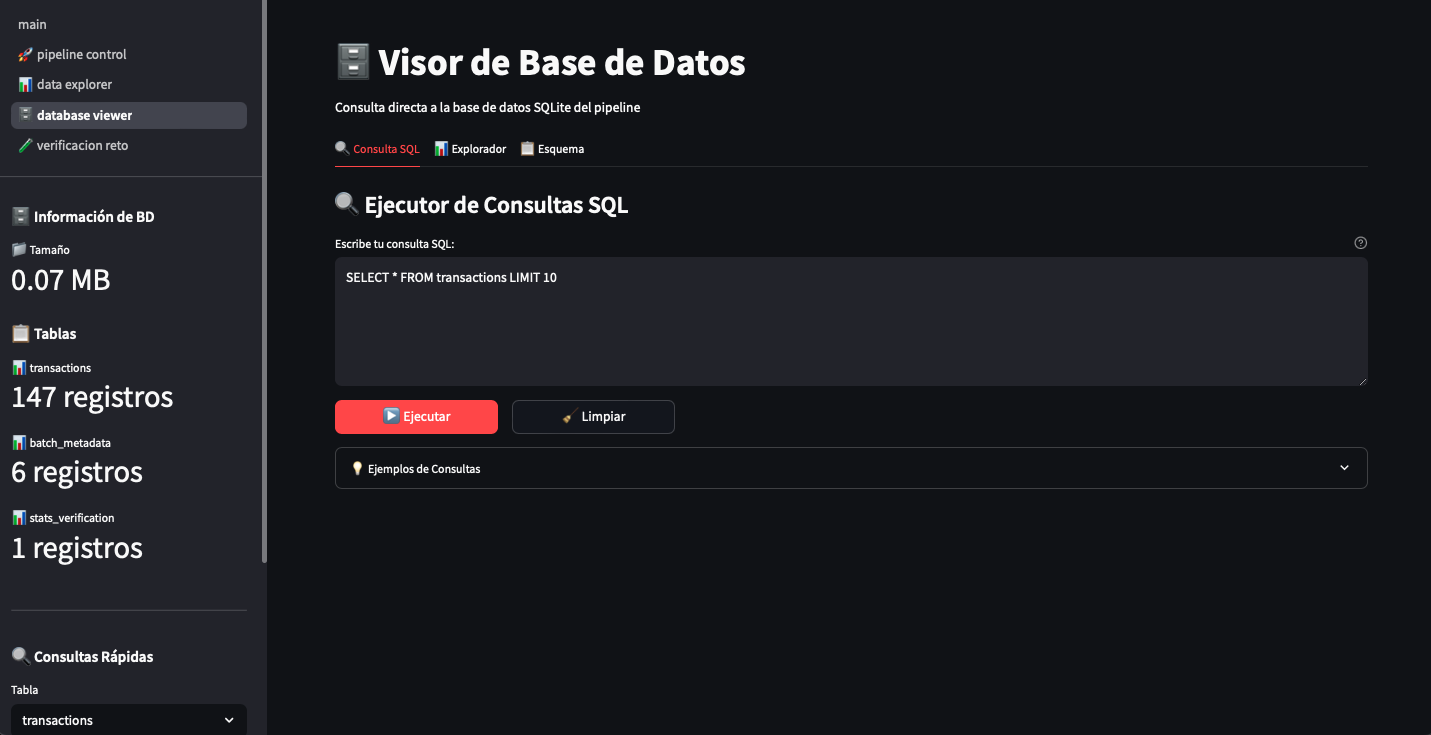 main
pipeline control
data explorer
database viewer
verificacion reto
Información de BD
Tamaño
0.07 MB
Tablas
transactions
147 registros
batch_metadata
6 registros
stats_verification
1 registros
Consultas Rápidas
Tabla
transactions
Visor de Base de Datos
Consulta directa a la base de datos SQLite del pipeline
Consulta SQL Explorador Esquema
Ejecutor de Consultas SQL
Escribe tu consulta SQL:
SELECT * FROM transactions LIMIT 10
Ejecutar Limpiar
Ejemplos de Consultas